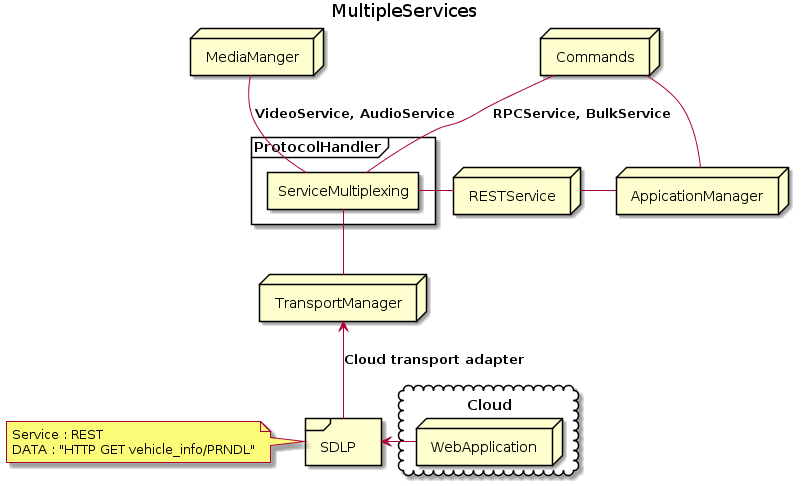 MultipleServices
MediaManger
Commands
VideoService, AudioService
RPCService, BulkService
ProtocolHandler
ServiceMultiplexing
RESTService
AppicationManager
TransportManager
Cloud transport adapter
Cloud
Service : REST
DATA : "HTTP GET vehicle_info/PRNDL"
SDLP
WebApplication